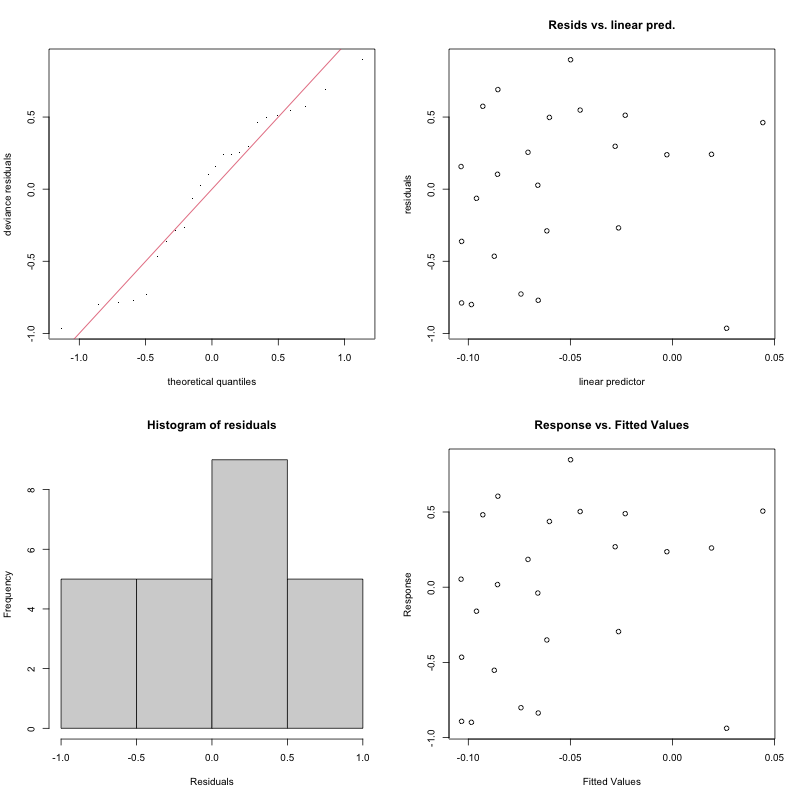 deviance residuals
-1.0 -0.5 0.0 0.5
-1.0 -0.5 0.0 0.5 1.0
theoretical quantiles
Resids vs. linear pred.
residuals
-1.0 -0.5 0.0 0.5
-0.10 -0.05 0.00 0.05
linear predictor
Histogram of residuals
Frequency
0 2 4 6 8
-1.0 -0.5 0.0 0.5 1.0
Residuals
Response vs. Fitted Values
Response
-1.0 -0.5 0.0 0.5
-0.10 -0.05 0.00 0.05
Fitted Values